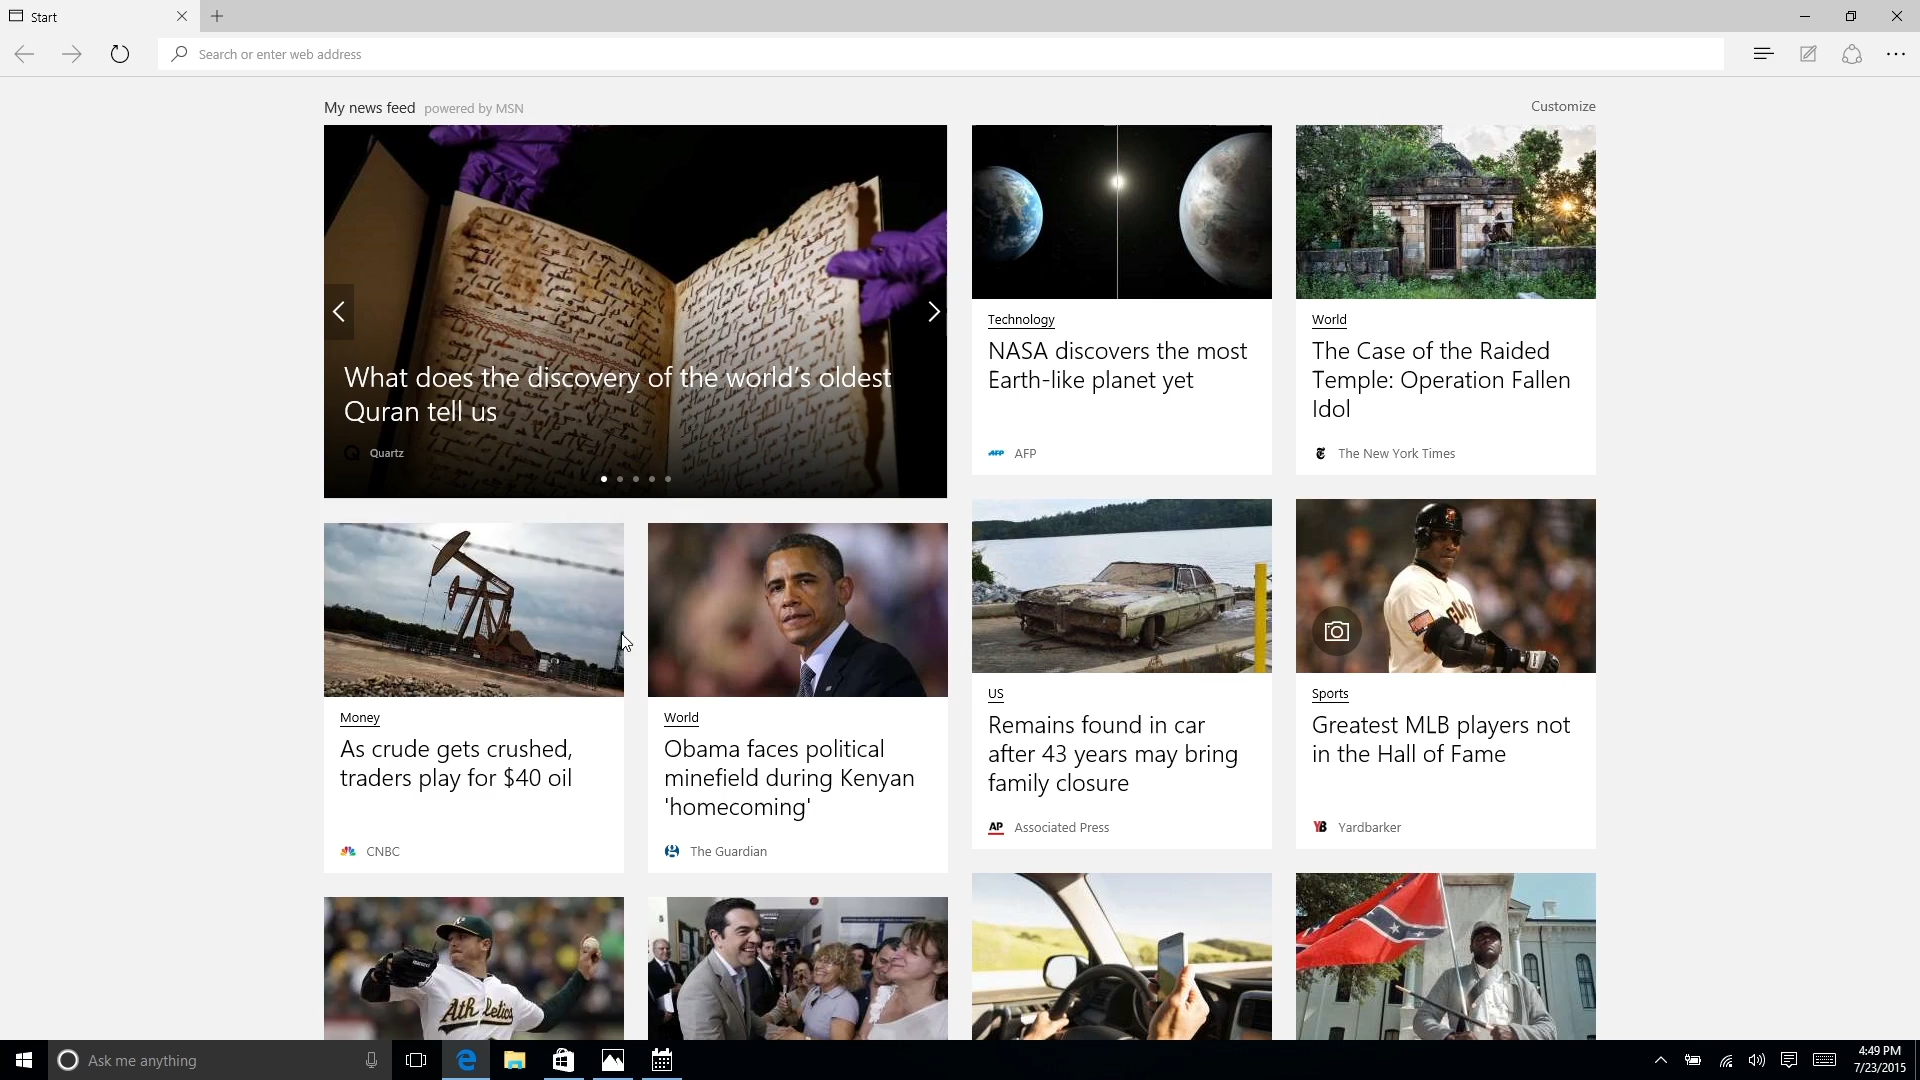 Start
Search or enter web address
My news feed powered by MSN
Customize
What does the discovery of the world's oldest
Quran tell us
Quartz
Technology
NASA discovers the most
Earth-like planet yet
AFP
World
The Case of the Raided
Temple: Operation Fallen
Idol
The New York Times
Money
As crude gets crushed,
traders play for $40 oil
CNBC
World
Obama faces political
minefield during Kenyan
'homecoming'
The Guardian
US
Remains found in car
after 43 years may bring
family closure
AP Associated Press
Sports
Greatest MLB players not
in the Hall of Fame
YB Yardbarker
Athletics
Ask me anything
4:49 PM
7/23/2015